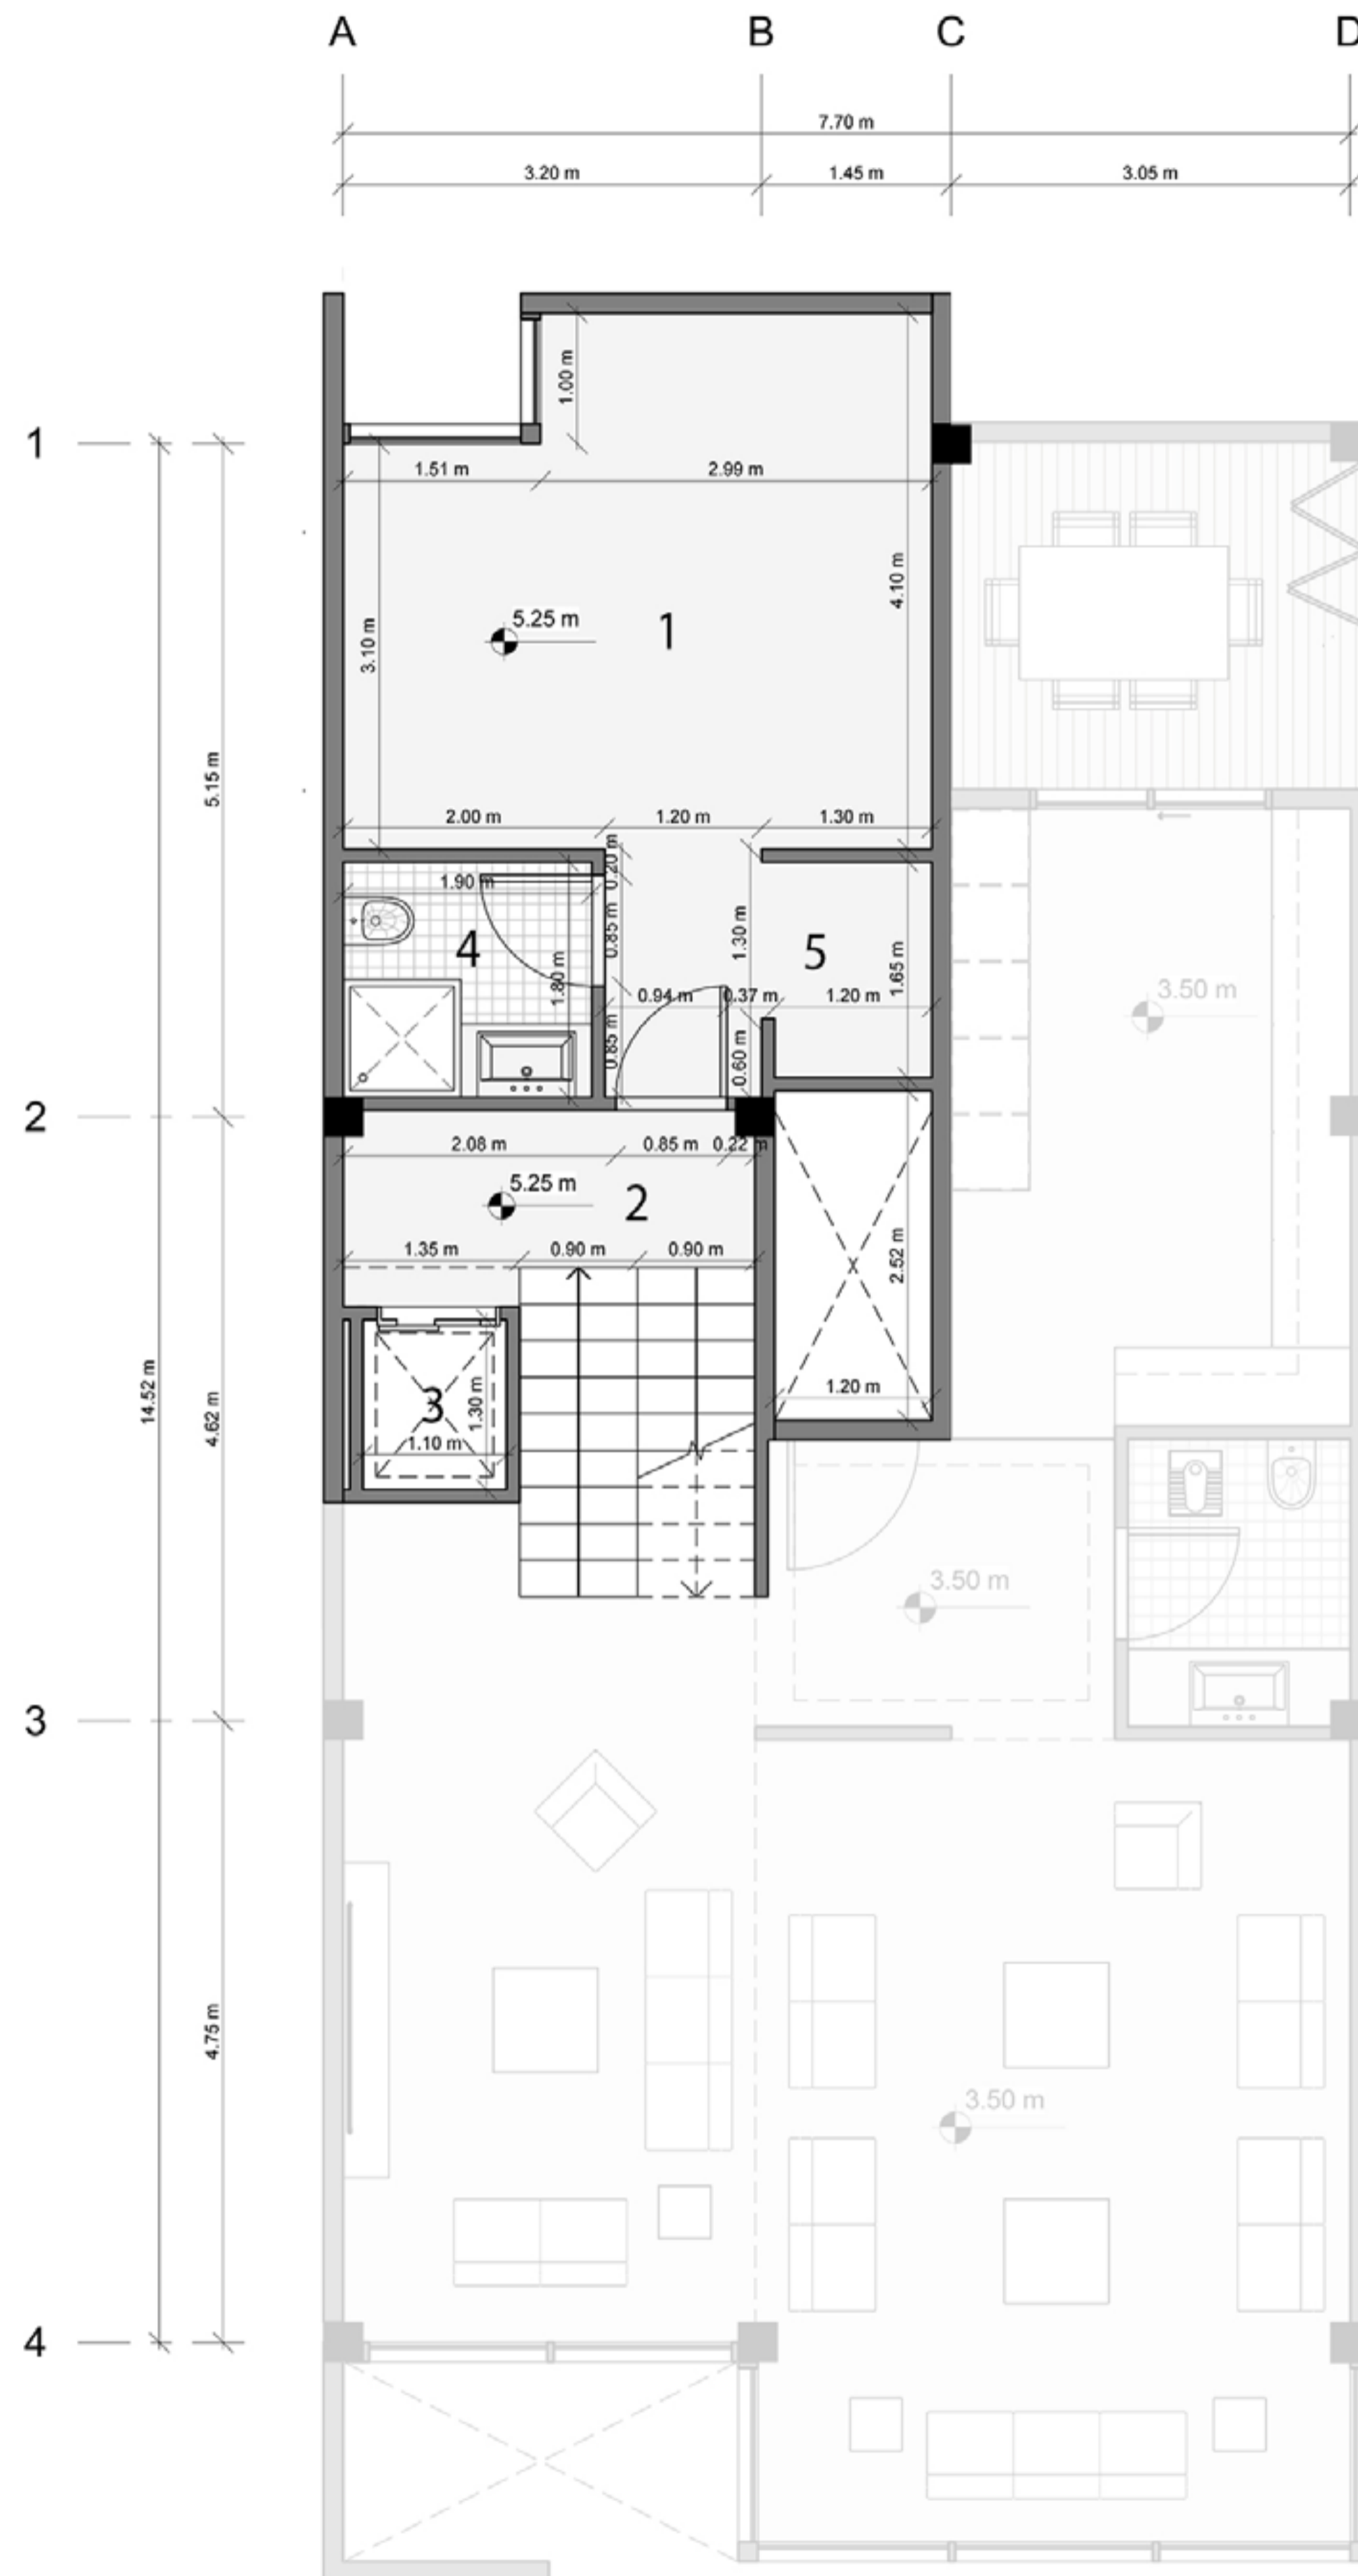 A B C D
7.70 m
3.20 m 1.45 m 3.05 m
1.00 m
1
1.51 m 2.99 m
4.10 m
5.25 m 1
3.10 m
5.15 m
2.00 m 1.20 m 1.30 m
0.20 m
1.90 m
0.85 m 1.30 m
4 5
1.80 m 1.65 m
3.50 m
0.94 m 0.37 m 1.20 m
0.85 m 0.60 m
2
2.08 m 0.85 m 0.22 m
5.25 m 2
1.35 m 0.90 m 0.90 m
2.52 m
14.52 m
4.62 m
3 1.30 m 1.20 m
1.10 m
3.50 m
3
4.75 m
3.50 m
4